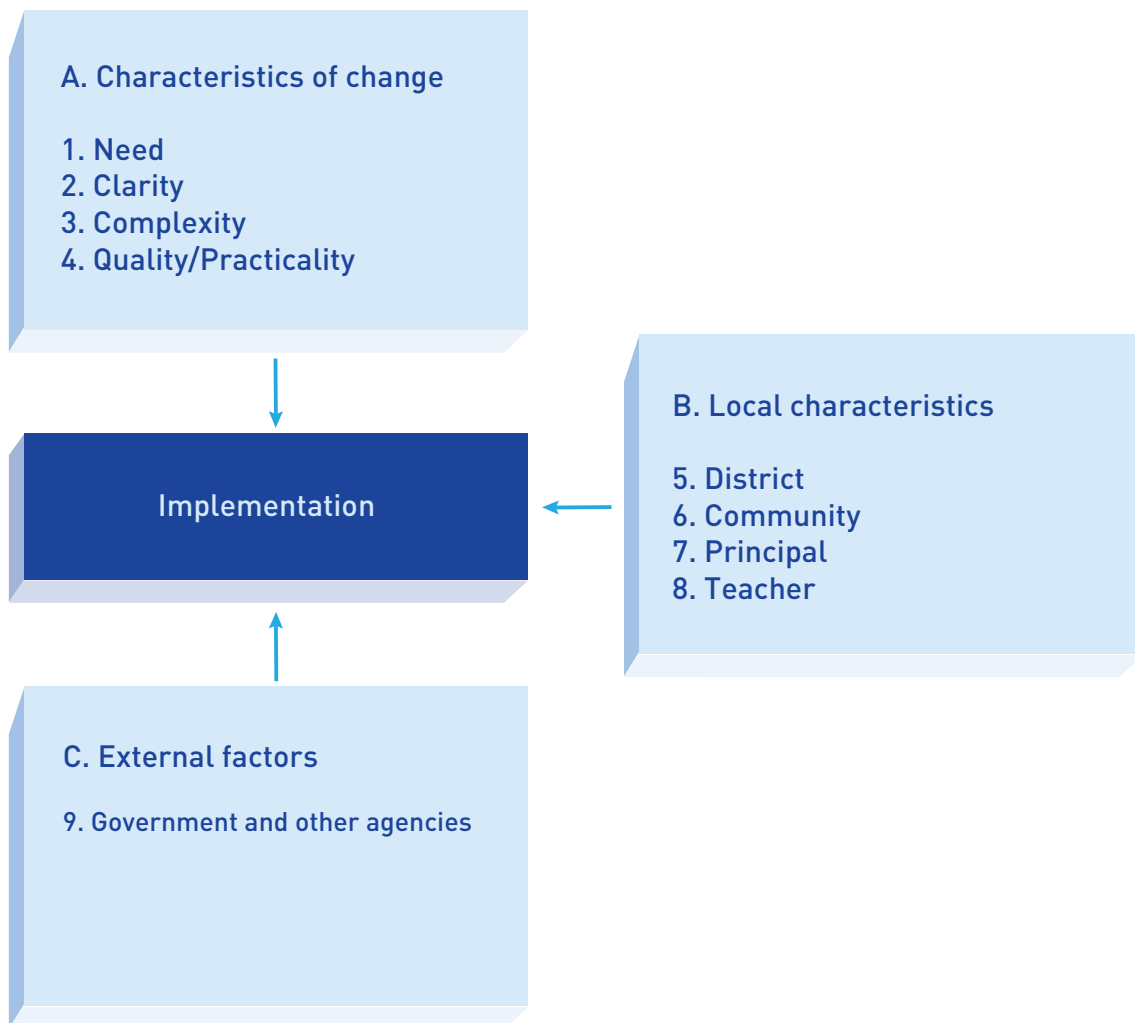 A. Characteristics of change
1. Need
2. Clarity
3. Complexity
4. Quality/Practicality
Implementation
B. Local characteristics
5. District
6. Community
7. Principal
8. Teacher
C. External factors
9. Government and other agencies